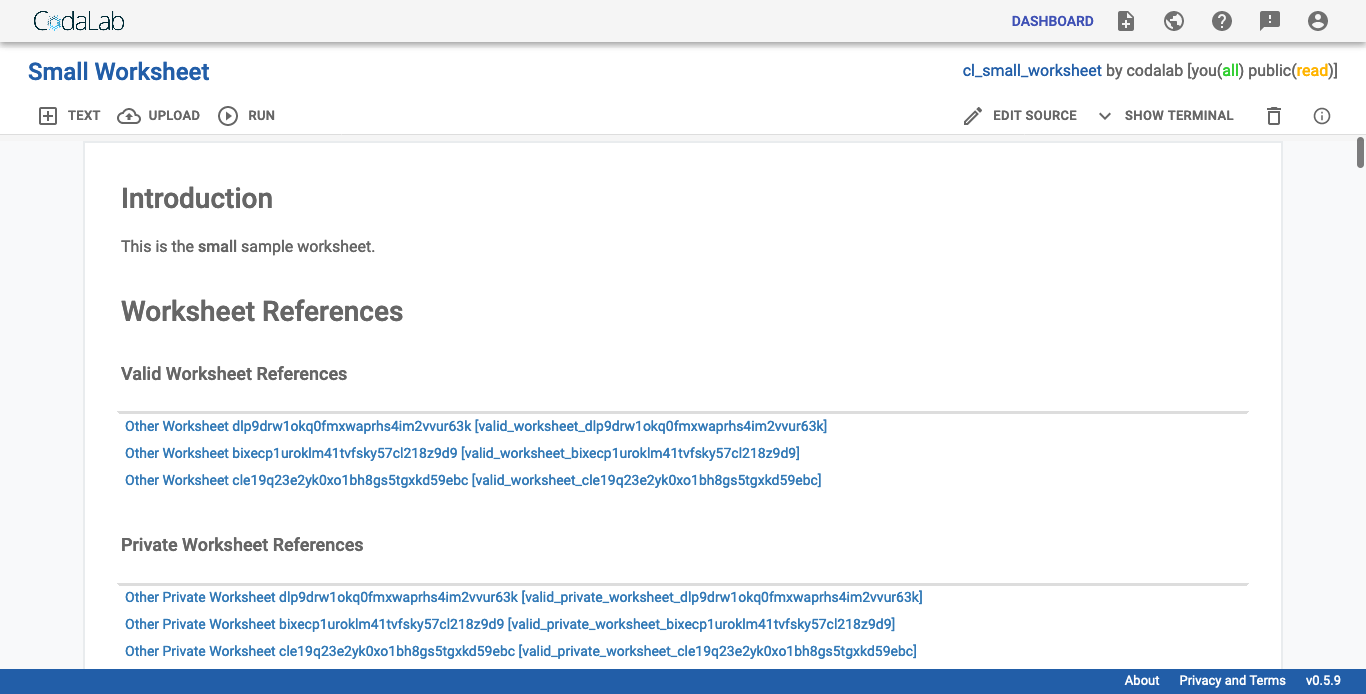 CodaLab
DASHBOARD
Small Worksheet
cl_small_worksheet by codalab [you(all) public(read)]
TEXT UPLOAD RUN
EDIT SOURCE SHOW TERMINAL
Introduction
This is the small sample worksheet.
Worksheet References
Valid Worksheet References
Other Worksheet dlp9drw1okq0fmxwaprhs4im2vvur63k [valid_worksheet_dlp9drw1okq0fmxwaprhs4im2vvur63k]
Other Worksheet bixecp1uroklm41tvfsky57cl218z9d9 [valid_worksheet_bixecp1uroklm41tvfsky57cl218z9d9]
Other Worksheet cle19q23e2yk0xo1bh8gs5tgxkd59ebc [valid_worksheet_cle19q23e2yk0xo1bh8gs5tgxkd59ebc]
Private Worksheet References
Other Private Worksheet dlp9drw1okq0fmxwaprhs4im2vvur63k [valid_private_worksheet_dlp9drw1okq0fmxwaprhs4im2vvur63k]
Other Private Worksheet bixecp1uroklm41tvfsky57cl218z9d9 [valid_private_worksheet_bixecp1uroklm41tvfsky57cl218z9d9]
Other Private Worksheet cle19q23e2yk0xo1bh8gs5tgxkd59ebc [valid_private_worksheet_cle19q23e2yk0xo1bh8gs5tgxkd59ebc]
About Privacy and Terms v0.5.9